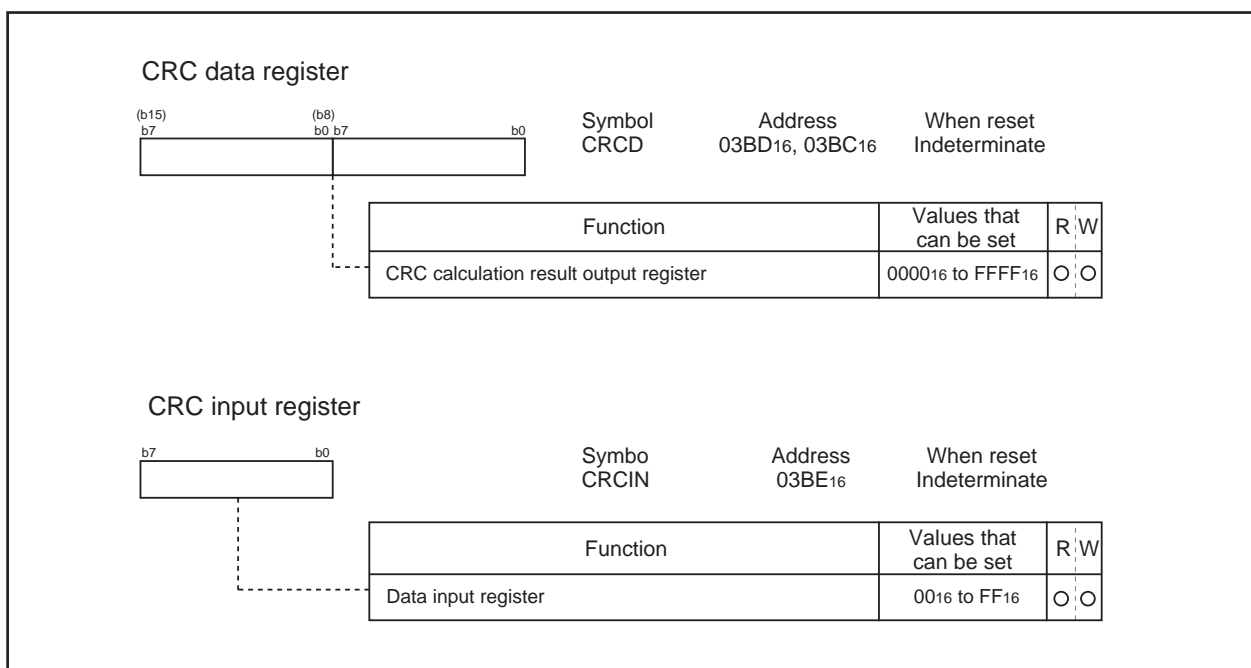 CRC data register
(b15) (b8)
b7 b0 b7 b0
Symbol Address When reset
CRCD 03BD16, 03BC16 Indeterminate
Function Values that can be set R W
CRC calculation result output register 000016 to FFFF16 O O
CRC input register
b7 b0
Symbo Address When reset
CRCIN 03BE16 Indeterminate
Function Values that can be set R W
Data input register 0016 to FF16 O O